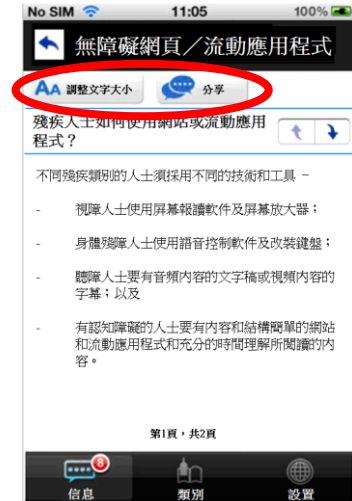 No SIM 11:05 100%
無障礙網頁／流動應用程式
AA 調整文字大小 分享
殘疾人士如何使用網站或流動應用
程式？
不同殘疾類別的人士須採用不同的技術和工具 –
- 視障人士使用屏幕報讀軟件及屏幕放大器；
- 身體殘障人士使用語音控制軟件及改裝鍵盤；
- 聽障人士要有音頻內容的文字稿或視頻內容的
字幕；以及
- 有認知障礙的人士要有內容和結構簡單的網站
和流動應用程式和充分的時間理解所閱讀的內
容。
第1頁，共2頁
8
信息 類別 設置